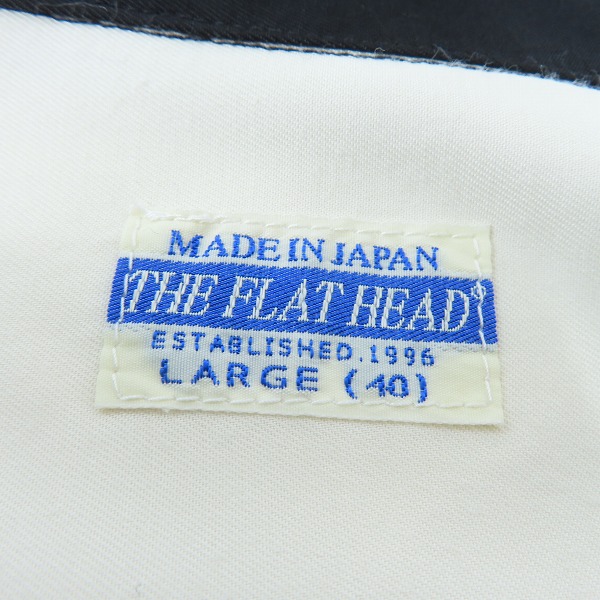 MADE IN JAPAN
THE FLAT HEAD®
ESTABLISHED.1996
LARGE (40)